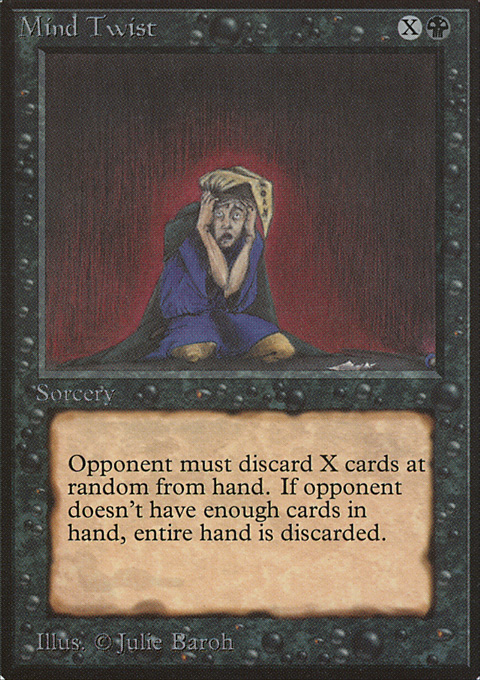 Mind Twist X
Sorcery
Opponent must discard X cards at
random from hand. If opponent
doesn't have enough cards in
hand, entire hand is discarded.
Illus. © Julie Baroh